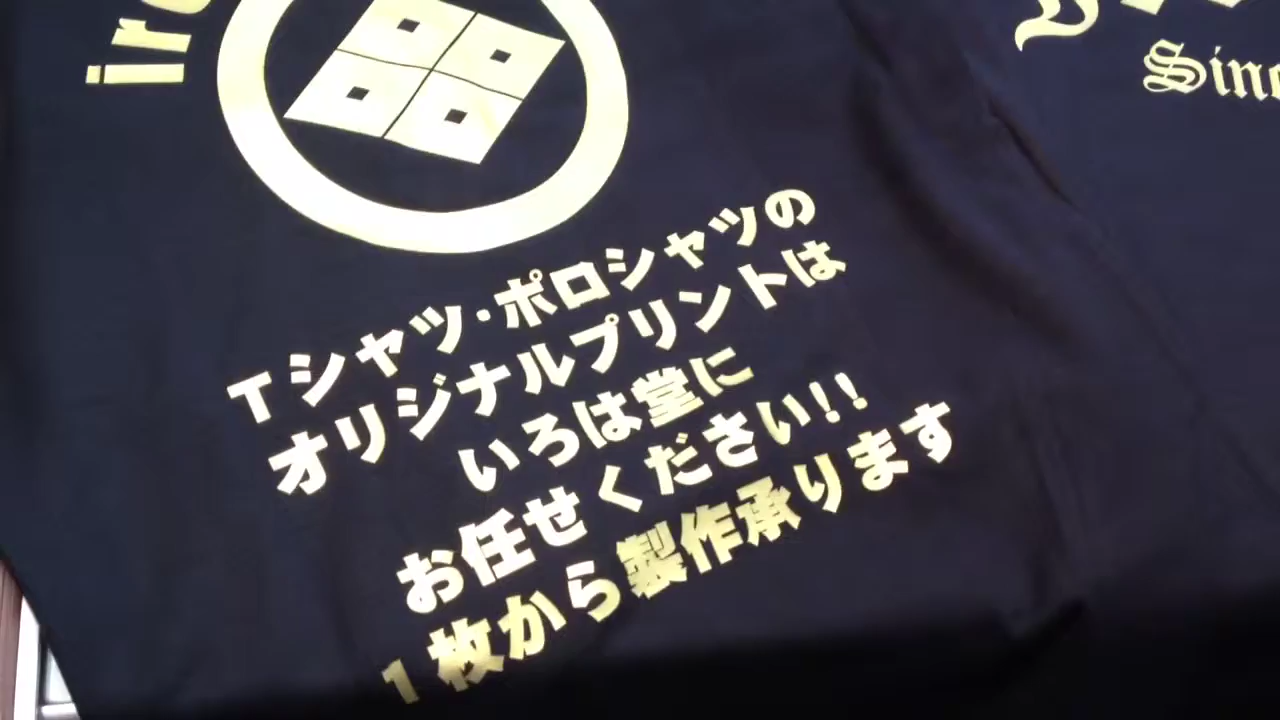 Tシャツ・ポロシャツの
オリジナルプリントは
いろは堂に
お任せください!!
1枚から製作承ります